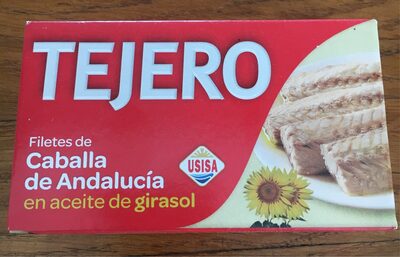 TEJERO
Filetes de
Caballa
de Andalucía
en aceite de girasol
USISA